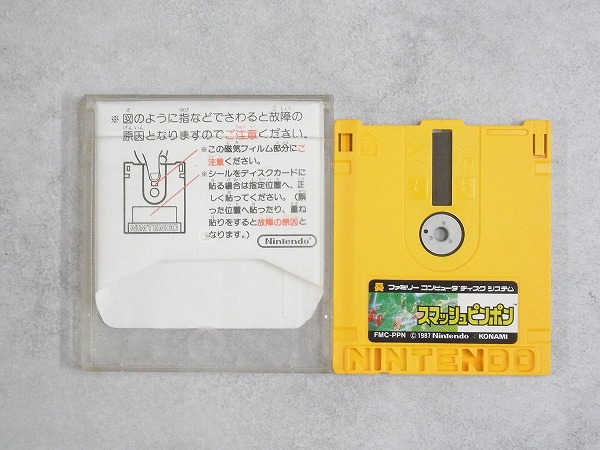 ※図のように指などでさわると故障の
原因となりますのでご注意ください。
※この磁気フィルム部分にご
注意ください。
※シールをディスクカードに
貼る場合は指定位置へ、正
しく貼ってください。(誤
った位置へ貼ったり、重ね
貼りをすると故障の原因と
なります。)
NINTENDO
Nintendo®
ファミリー コンピュータ ディスク システム
スマッシュピンポン™
FMC-PPN ©1987 Nintendo · KONAMI
NINTENDO